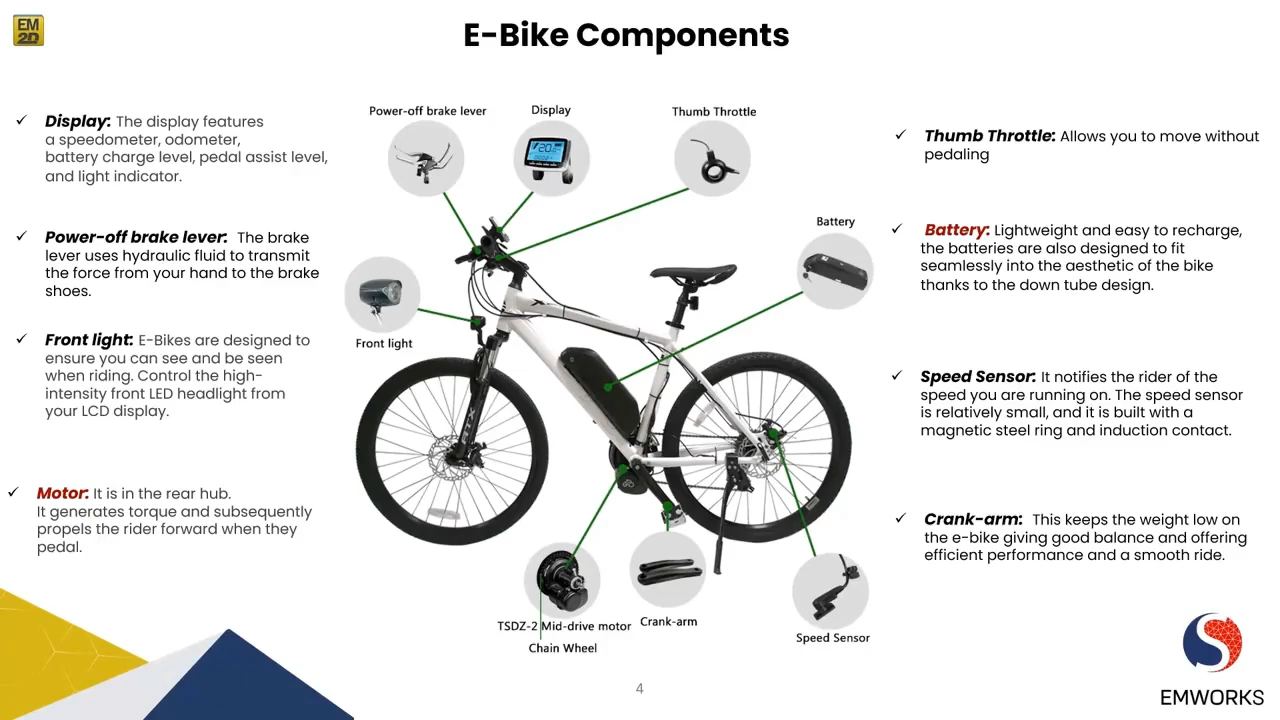 EM
2D
E-Bike Components
✓ Display: The display features
a speedometer, odometer,
battery charge level, pedal assist level,
and light indicator.
✓ Power-off brake lever: The brake
lever uses hydraulic fluid to transmit
the force from your hand to the brake
shoes.
✓ Front light: E-Bikes are designed to
ensure you can see and be seen
when riding. Control the high-
intensity front LED headlight from
your LCD display.
✓ Motor: It is in the rear hub.
It generates torque and subsequently
propels the rider forward when they
pedal.
Power-off brake lever
Display
Thumb Throttle
Battery
Front light
TSDZ-2 Mid-drive motor
Chain Wheel
Crank-arm
Speed Sensor
✓ Thumb Throttle: Allows you to move without
pedaling
✓ Battery: Lightweight and easy to recharge,
the batteries are also designed to fit
seamlessly into the aesthetic of the bike
thanks to the down tube design.
✓ Speed Sensor: It notifies the rider of the
speed you are running on. The speed sensor
is relatively small, and it is built with a
magnetic steel ring and induction contact.
✓ Crank-arm: This keeps the weight low on
the e-bike giving good balance and offering
efficient performance and a smooth ride.
4
EMWORKS